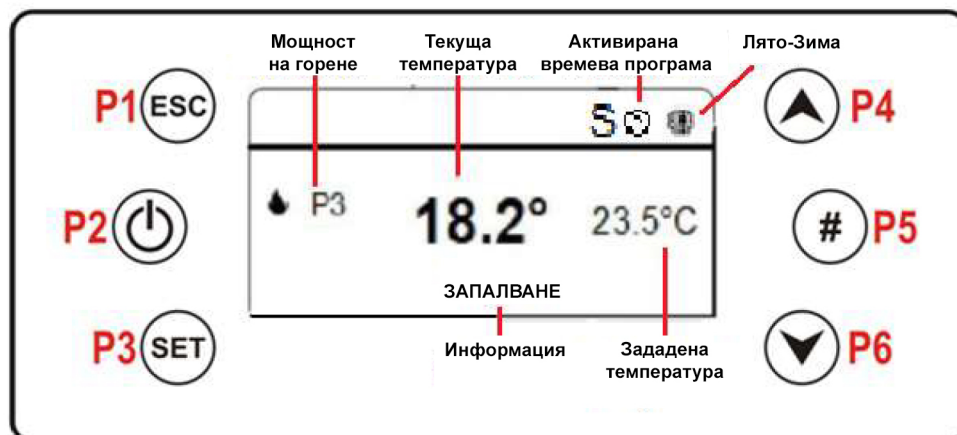 Мощност
на горене
Текуща
температура
Активирана
времева програма
Лято-Зима
P1 ESC
S
P4
P2
P3
18.2°
23.5°C
# P5
ЗАПАЛВАНЕ
P3 SET
Информация
Зададена
температура
P6